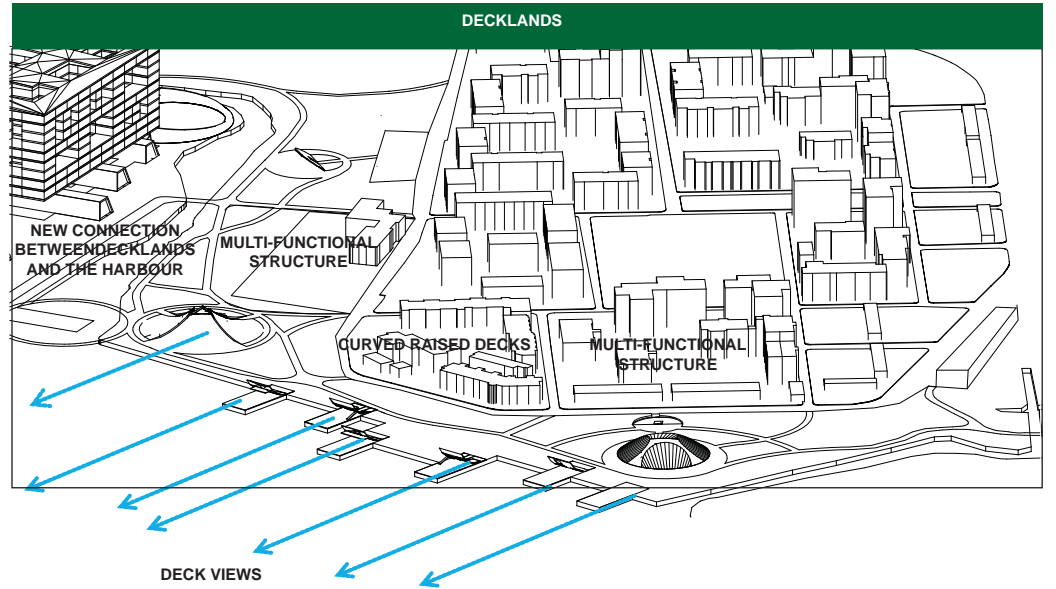 DECKLANDS
NEW CONNECTION
BETWEENDECKLANDS
AND THE HARBOUR
MULTI-FUNCTIONAL
STRUCTURE
CURVED RAISED DECKS
MULTI-FUNCTIONAL
STRUCTURE
DECK VIEWS